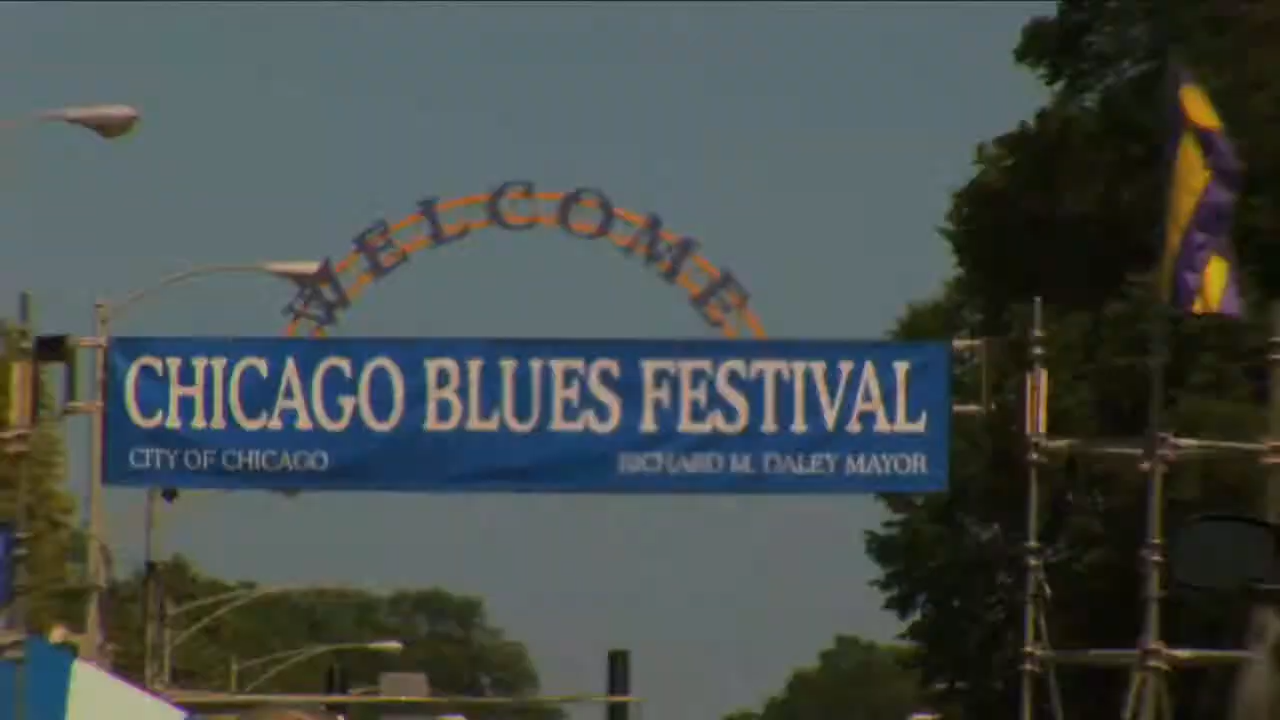 WELCOME
CHICAGO BLUES FESTIVAL
CITY OF CHICAGO
RICHARD M. DALEY MAYOR